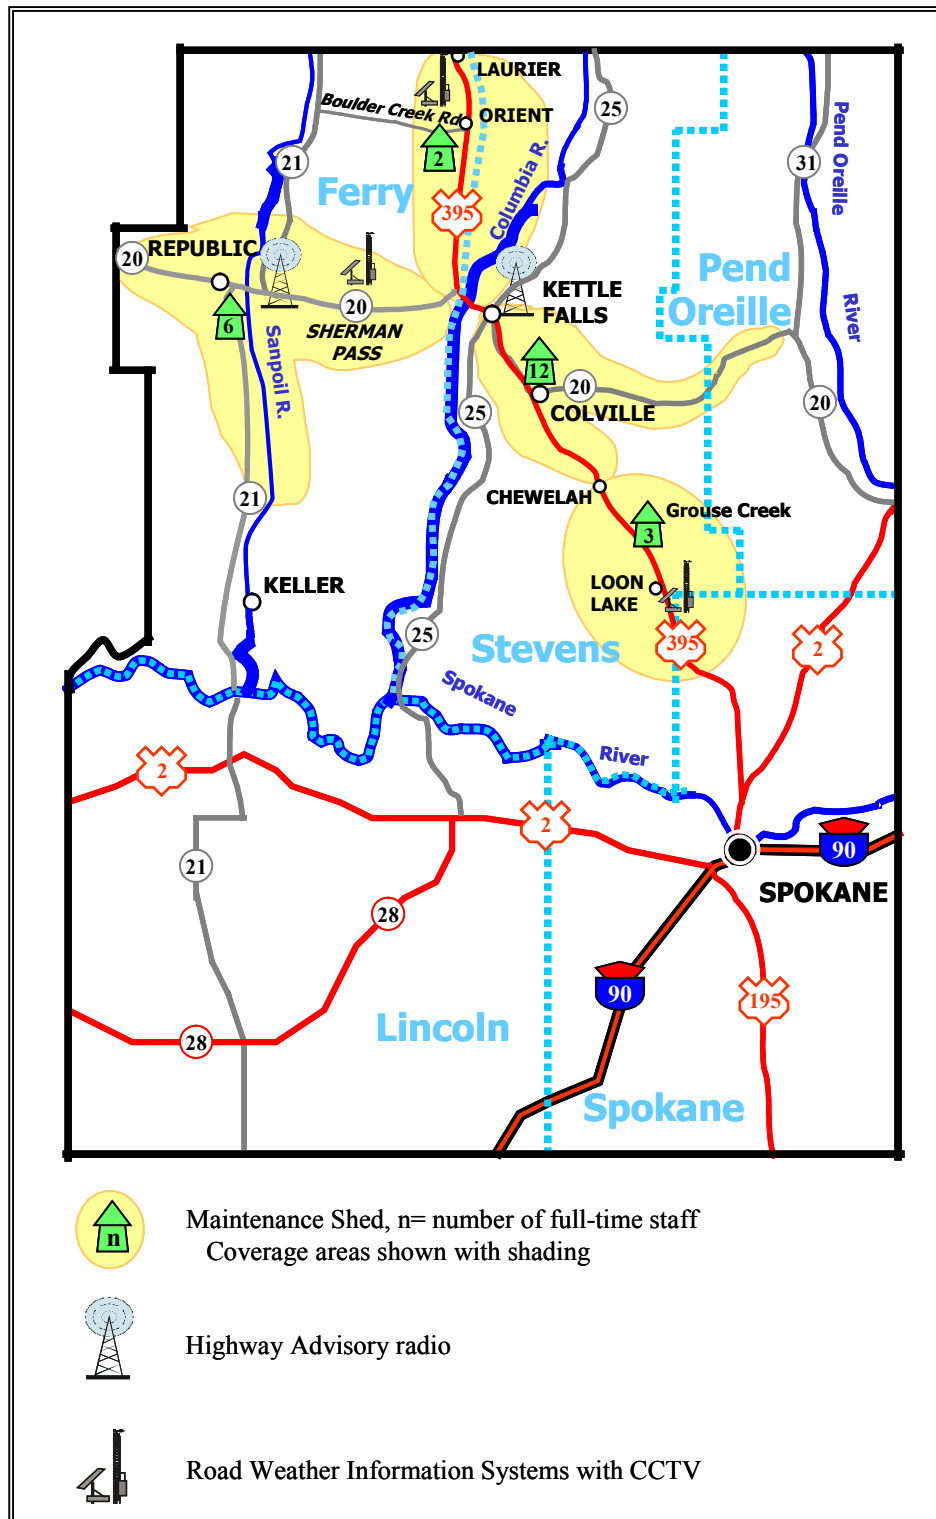 LAURIER
Boulder Creek Rd
ORIENT
25
21
2
31
Pend Oreille
Ferry
Columbia R.
395
REPUBLIC
20
Pend
Oreille
KETTLE
FALLS
20
6
SHERMAN
PASS
Sanpoil R.
River
12
20
COLVILLE
20
25
CHEWELAH
21
Grouse Creek
3
KELLER
LOON
LAKE
25
Stevens
395
2
Spokane
River
2
2
90
21
SPOKANE
28
90
195
Lincoln
28
Spokane
n
Maintenance Shed, n= number of full-time staff
Coverage areas shown with shading
Highway Advisory radio
Road Weather Information Systems with CCTV